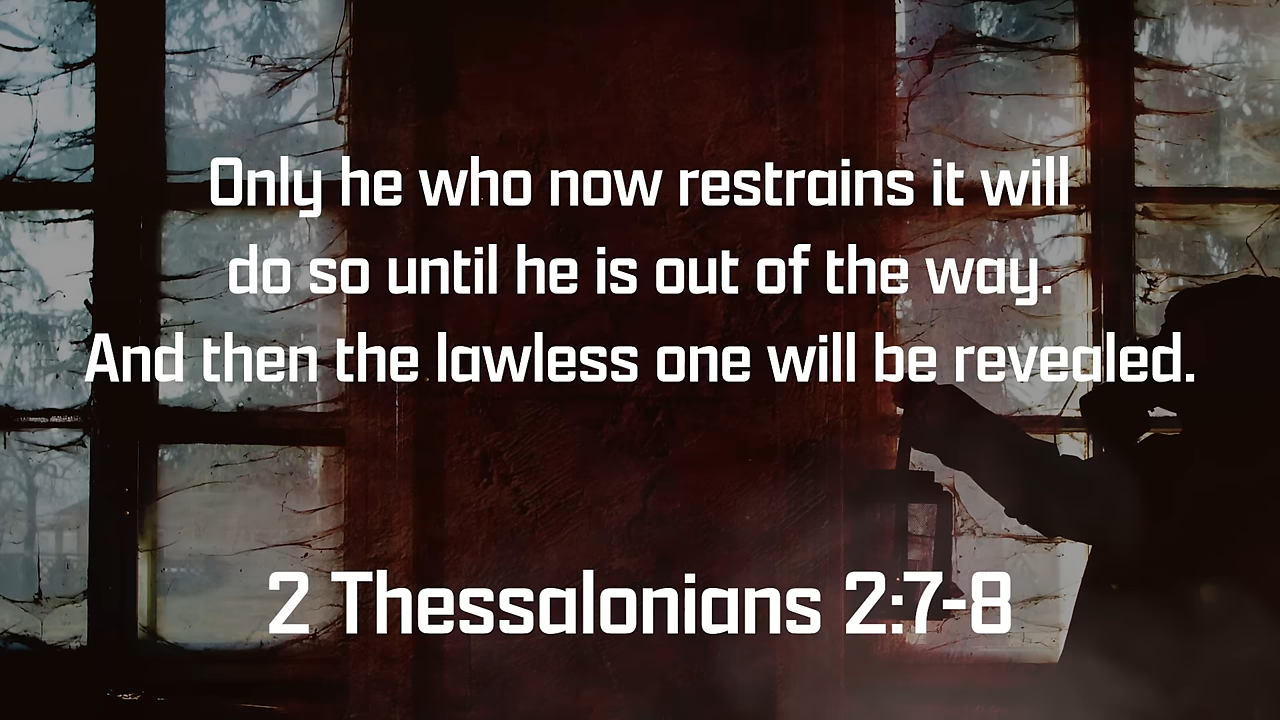 Only he who now restrains it will
do so until he is out of the way.
And then the lawless one will be revealed.
2 Thessalonians 2:7-8